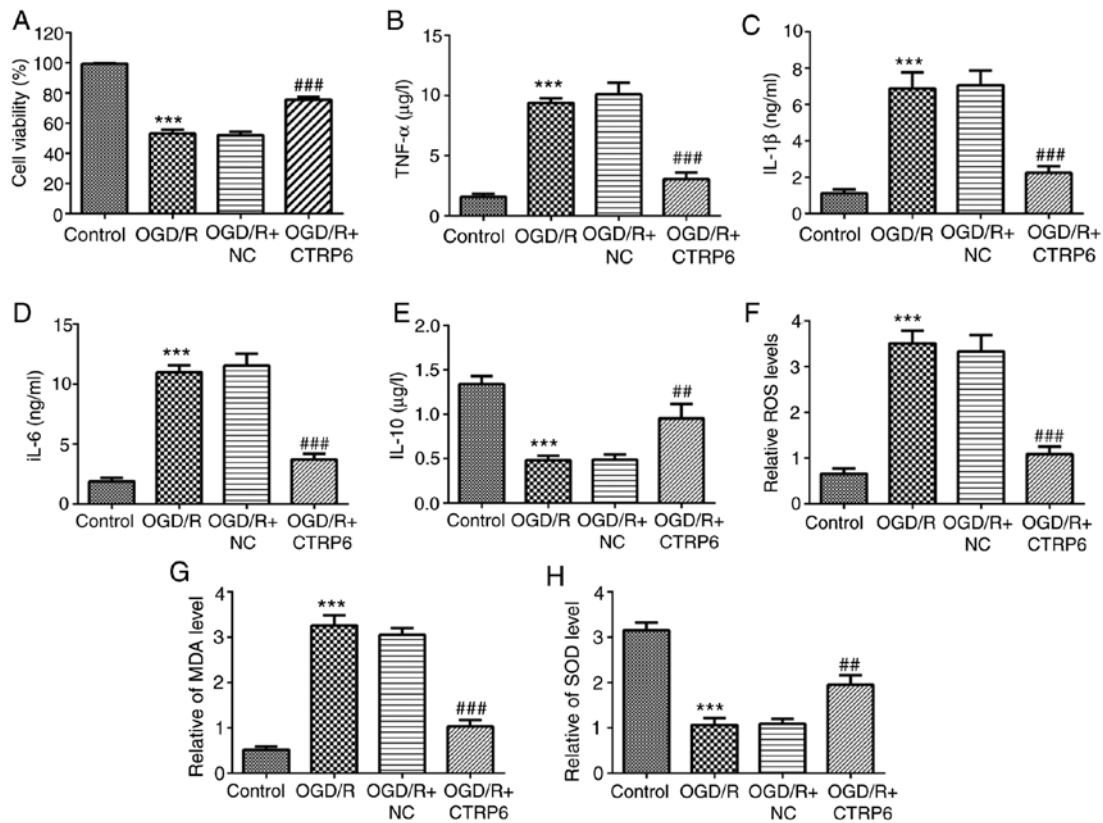 A
Cell viability (%)
120
100
80
60
40
20
0
***
###
Control
OGD/R
OGD/R+
NC
OGD/R+
CTRP6
B
TNF-α (μg/l)
15
10
5
0
***
###
Control
OGD/R
OGD/R+
NC
OGD/R+
CTRP6
C
IL-1β (ng/ml)
10
8
6
4
2
0
***
###
Control
OGD/R
OGD/R+
NC
OGD/R+
CTRP6
D
iL-6 (ng/ml)
15
10
5
0
***
###
Control
OGD/R
OGD/R+
NC
OGD/R+
CTRP6
E
IL-10 (μg/l)
2.0
1.5
1.0
0.5
0.0
***
##
Control
OGD/R
OGD/R+
NC
OGD/R+
CTRP6
F
Relative ROS levels
4
3
2
1
0
***
###
Control
OGD/R
OGD/R+
NC
OGD/R+
CTRP6
G
Relative of MDA level
4
3
2
1
0
***
###
Control
OGD/R
OGD/R+
NC
OGD/R+
CTRP6
H
Relative of SOD level
4
3
2
1
0
***
##
Control
OGD/R
OGD/R+
NC
OGD/R+
CTRP6